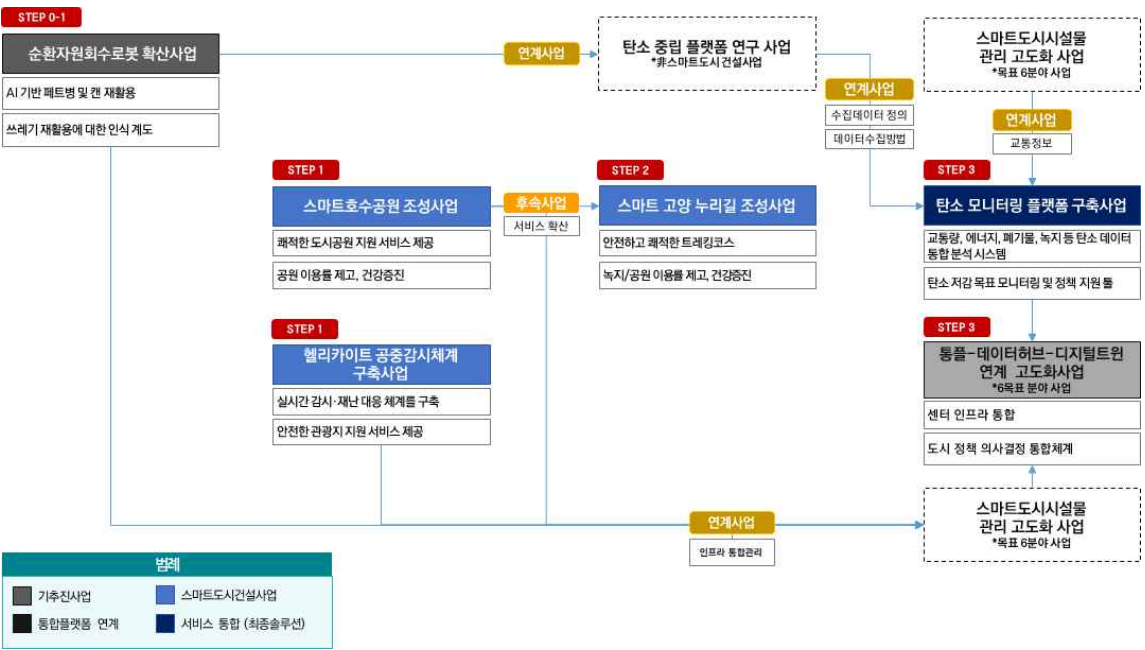 STEP 0-1
순환자원회수로봇 확산사업
AI 기반 페트병 및 캔 재활용
쓰레기 재활용에 대한 인식 계도
연계사업
탄소 중립 플랫폼 연구 사업
*非스마트도시 건설사업
연계사업
수집데이터 정의
데이터수집방법
스마트도시시설물
관리 고도화 사업
*목표 6분야 사업
연계사업
교통정보
STEP 1
스마트호수공원 조성사업
쾌적한 도시공원 지원 서비스 제공
공원 이용률 제고, 건강증진
후속사업
서비스 확산
STEP 2
스마트 고양 누리길 조성사업
안전하고 쾌적한 트레킹코스
녹지/공원 이용률 제고, 건강증진
STEP 3
탄소 모니터링 플랫폼 구축사업
교통량, 에너지, 폐기물, 녹지 등 탄소 데이터
통합 분석 시스템
탄소 저감 목표 모니터링 및 정책 지원 툴
STEP 1
헬리카이트 공중감시체계
구축사업
실시간 감시·재난 대응 체계를 구축
안전한 관광지 지원 서비스 제공
STEP 3
통플-데이터허브-디지털트윈
연계 고도화사업
*6목표 분야 사업
센터 인프라 통합
도시 정책 의사결정 통합체계
연계사업
인프라 통합관리
스마트도시시설물
관리 고도화 사업
*목표 6분야 사업
범례
기추진사업
스마트도시건설사업
통합플랫폼 연계
서비스 통합 (최종솔루션)